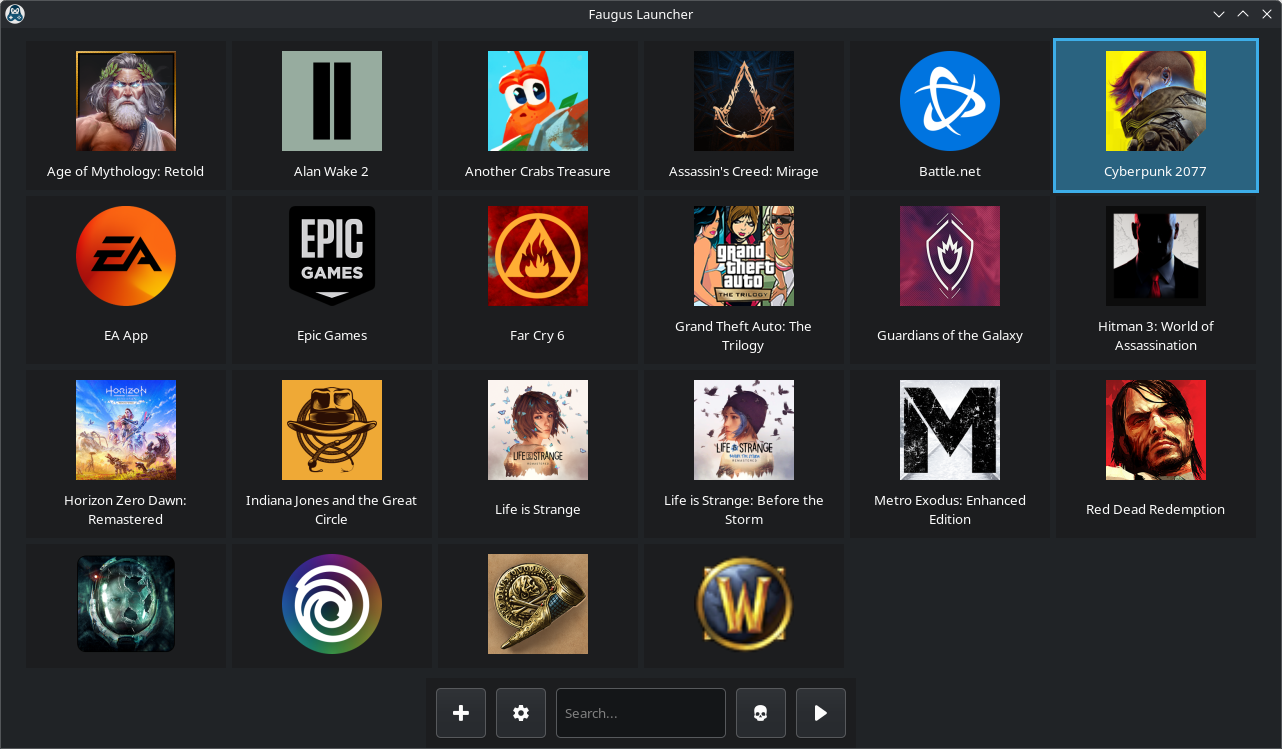 Faugus Launcher
Age of Mythology: Retold
Alan Wake 2
Another Crabs Treasure
Assassin's Creed: Mirage
Battle.net
Cyberpunk 2077
EA
EPIC
GAMES
grand
theft
auto
THE TRILOGY
EA App
Epic Games
Far Cry 6
Grand Theft Auto: The
Trilogy
Guardians of the Galaxy
Hitman 3: World of
Assassination
HORIZON
LIFE IS STRANGE
LIFE IS STRANGE
M
Horizon Zero Dawn:
Remastered
Indiana Jones and the Great
Circle
Life is Strange
Life is Strange: Before the
Storm
Metro Exodus: Enhanced
Edition
Red Dead Redemption
W
Search...